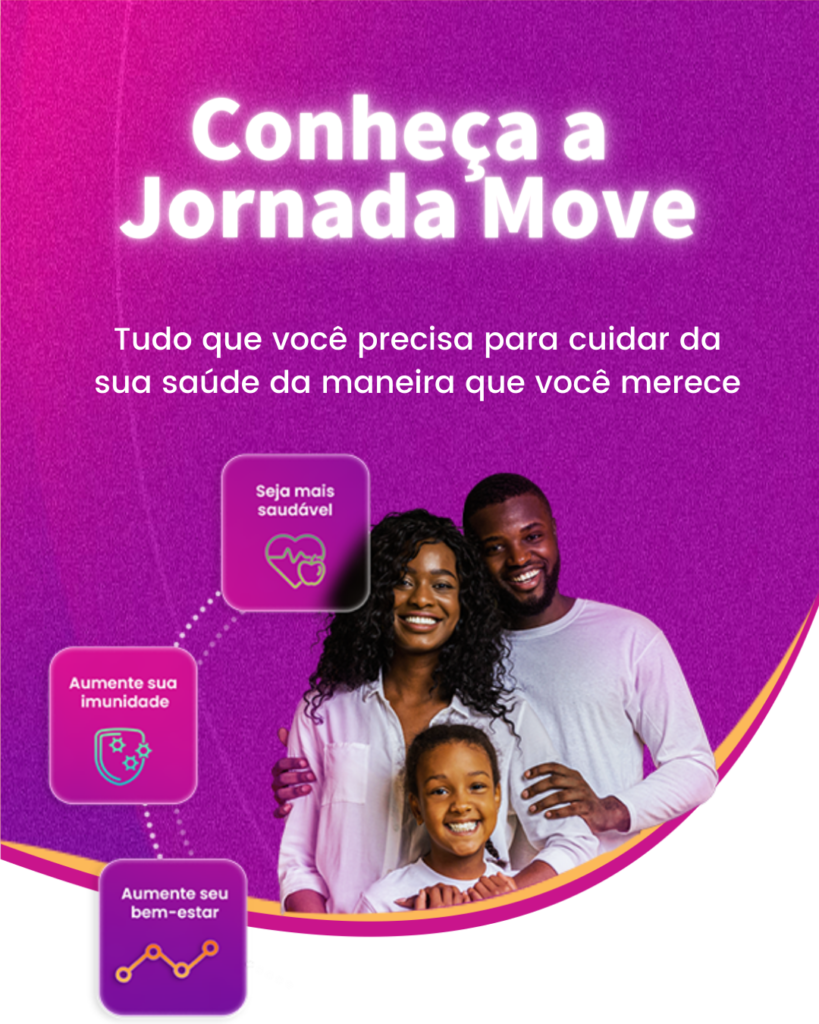 Conheça a
Jornada Move
Tudo que você precisa para cuidar da
sua saúde da maneira que você merece
Seja mais
saudável
Aumente sua
imunidade
Aumente seu
bem-estar